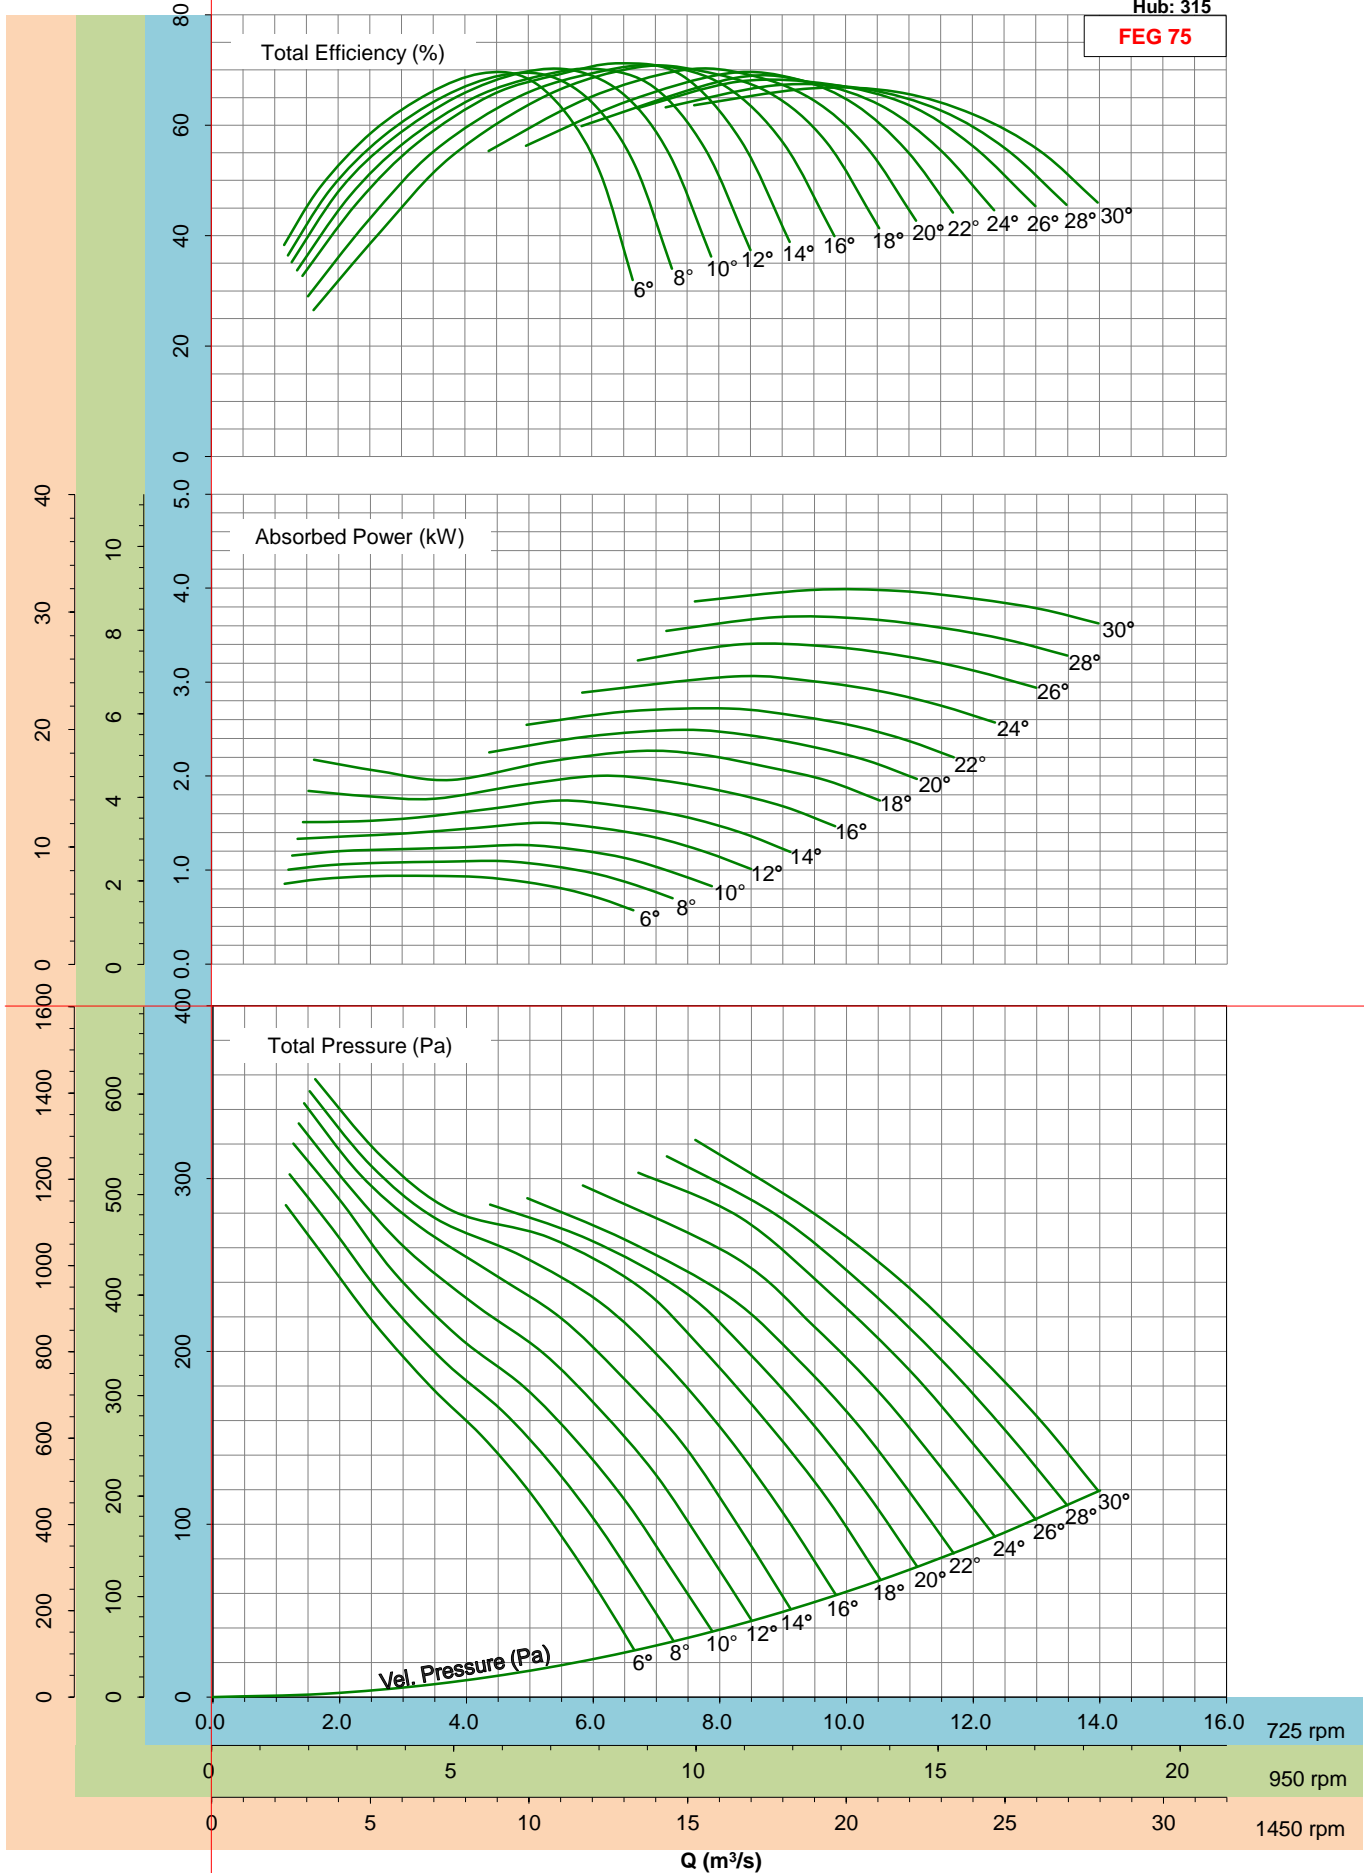 Hub: 315
FEG 75
Total Efficiency (%)
80
60
40
20
0
6° 8° 10° 12° 14° 16° 18° 20° 22° 24° 26° 28° 30°
Absorbed Power (kW)
40 30 20 10 0
10 8 6 4 2 0
5.0 4.0 3.0 2.0 1.0 0.0
30°
28°
26°
24°
22°
20°
18°
16°
14°
12°
10°
8°
6°
Total Pressure (Pa)
1600 1400 1200 1000 800 600 400 200 0
600 500 400 300 200 100 0
400 300 200 100 0
Vel. Pressure (Pa)
6° 8° 10° 12° 14° 16° 18° 20° 22° 24° 26° 28° 30°
0.0 2.0 4.0 6.0 8.0 10.0 12.0 14.0 16.0 725 rpm
0 5 10 15 20 950 rpm
0 5 10 15 20 25 30 1450 rpm
Q (m³/s)